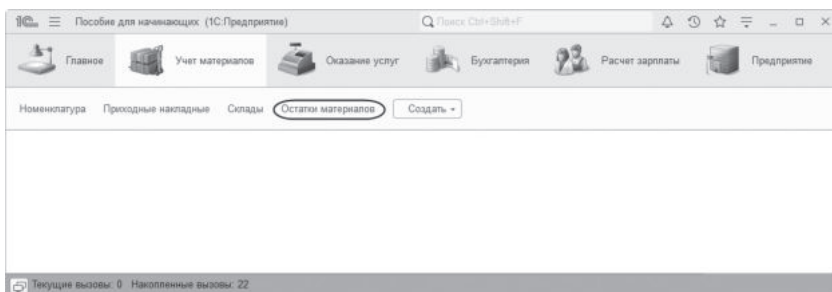 1С Пособие для начинающих (1С:Предприятие) Поиск Ctrl+Shift+F
Главное Учет материалов Оказание услуг Бухгалтерия Расчет зарплаты Предприятие
Номенклатура Приходные накладные Склады Остатки материалов Создать
Текущие вызовы: 0 Накопленные вызовы: 22